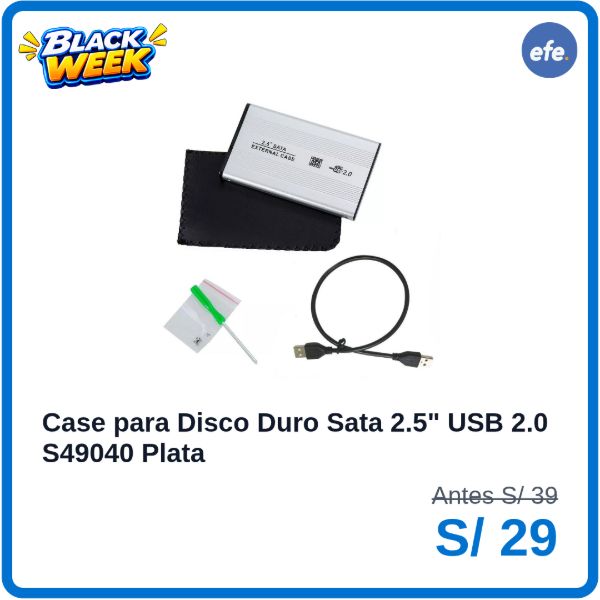 BLACK
WEEK
efe.
2.5" SATA
EXTERNAL CASE
2.0
Case para Disco Duro Sata 2.5" USB 2.0
S49040 Plata
Antes S/ 39
S/ 29